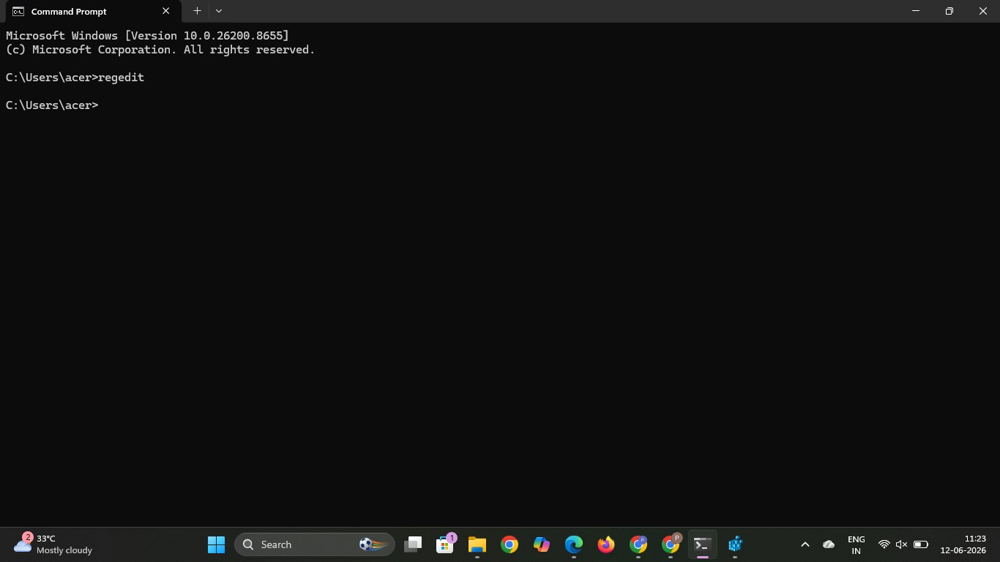 Command Prompt
Microsoft Windows [Version 10.0.26200.8655]
(c) Microsoft Corporation. All rights reserved.
C:\Users\acer>regedit
C:\Users\acer>
2
33°C
Mostly cloudy
Search
1
P
P
ENG
IN
11:23
12-06-2026